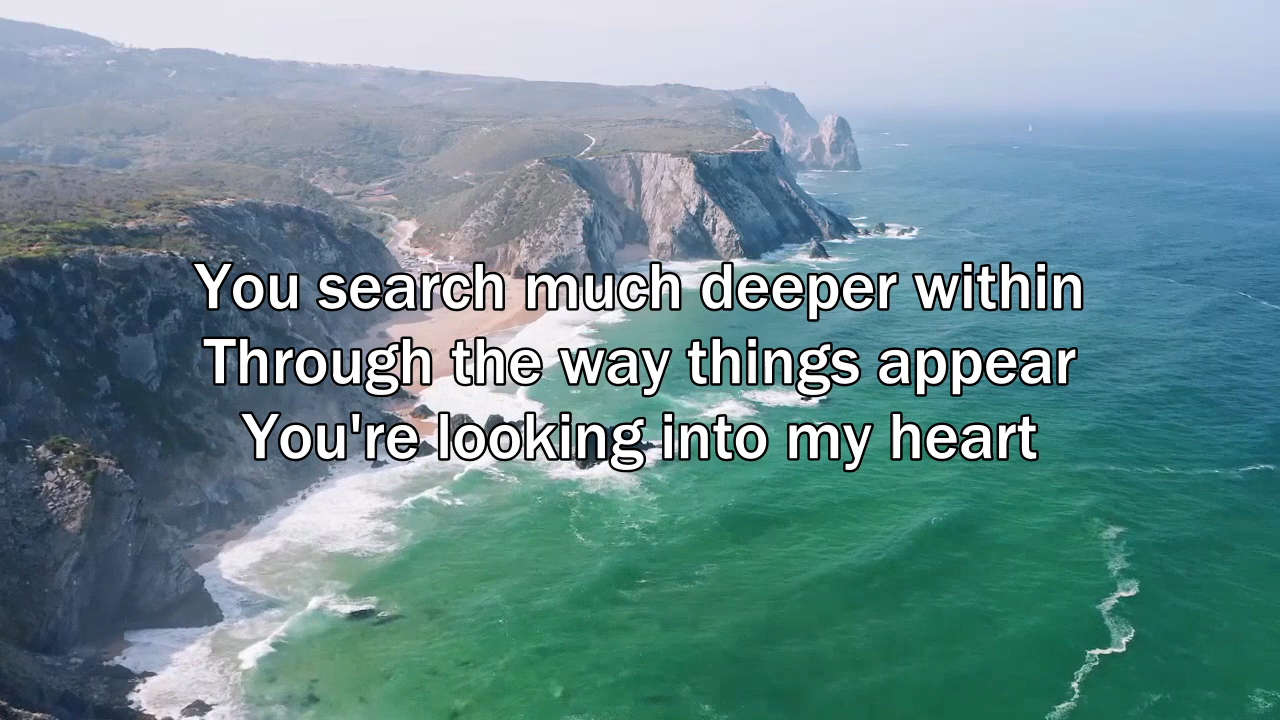 You search much deeper within
Through the way things appear
You're looking into my heart